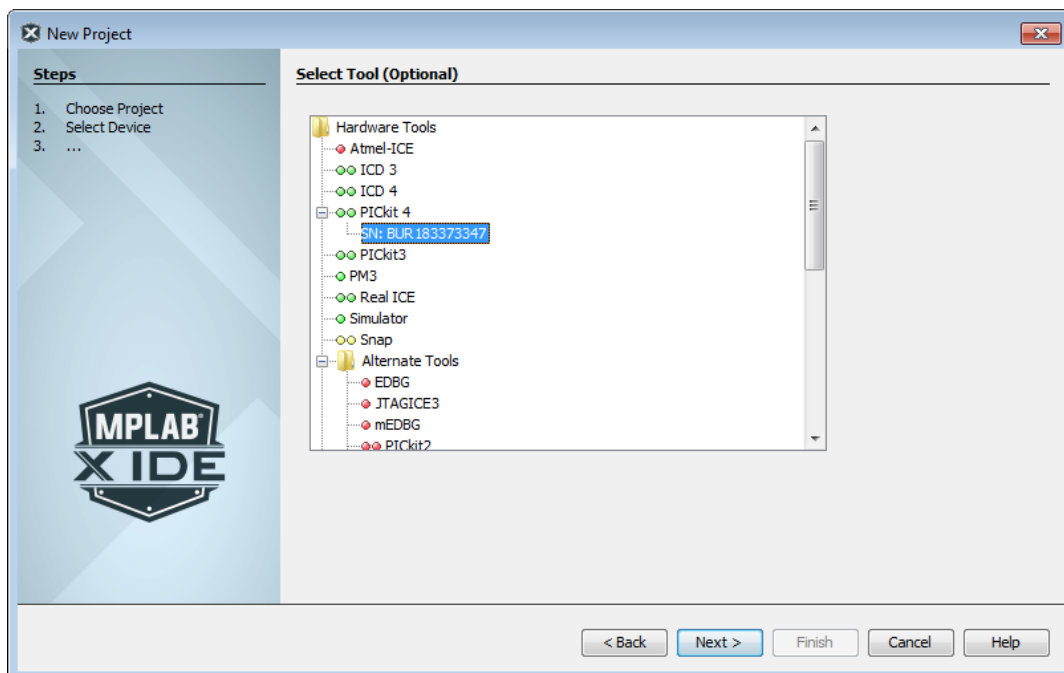 New Project
Steps
1. Choose Project
2. Select Device
3. ...
MPLAB®
X IDE
Select Tool (Optional)
Hardware Tools
Atmel-ICE
ICD 3
ICD 4
PICkit 4
SN: BUR183373347
PICkit3
PM3
Real ICE
Simulator
Snap
Alternate Tools
EDBG
JTAGICE3
mEDBG
PICkit2
< Back
Next >
Finish
Cancel
Help